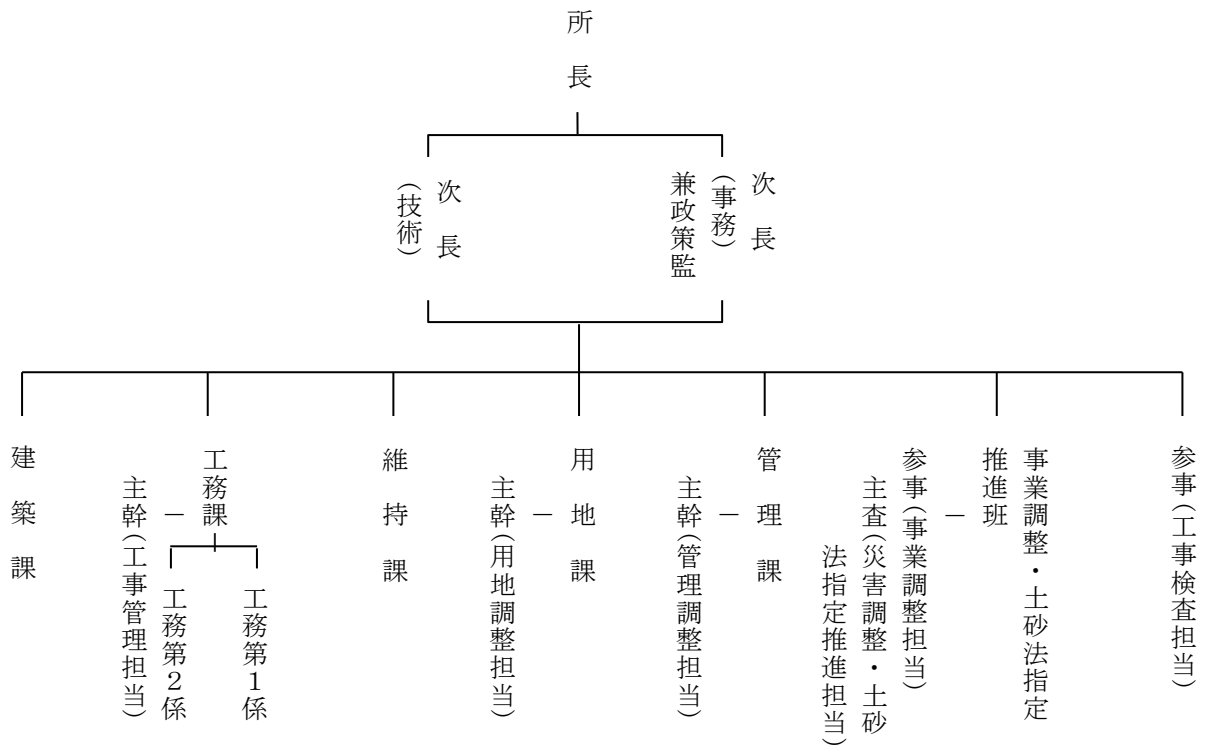 所長
次長
(事務)
兼政策監
次長
(技術)
参事(工事検査担当)
事業調整・土砂法指定
推進班
参事(事業調整担当)
主査(災害調整・土砂
法指定推進担当)
管理課
主幹(管理調整担当)
用地課
主幹(用地調整担当)
維持課
工務課
工務第1係
工務第2係
主幹(工事管理担当)
建築課